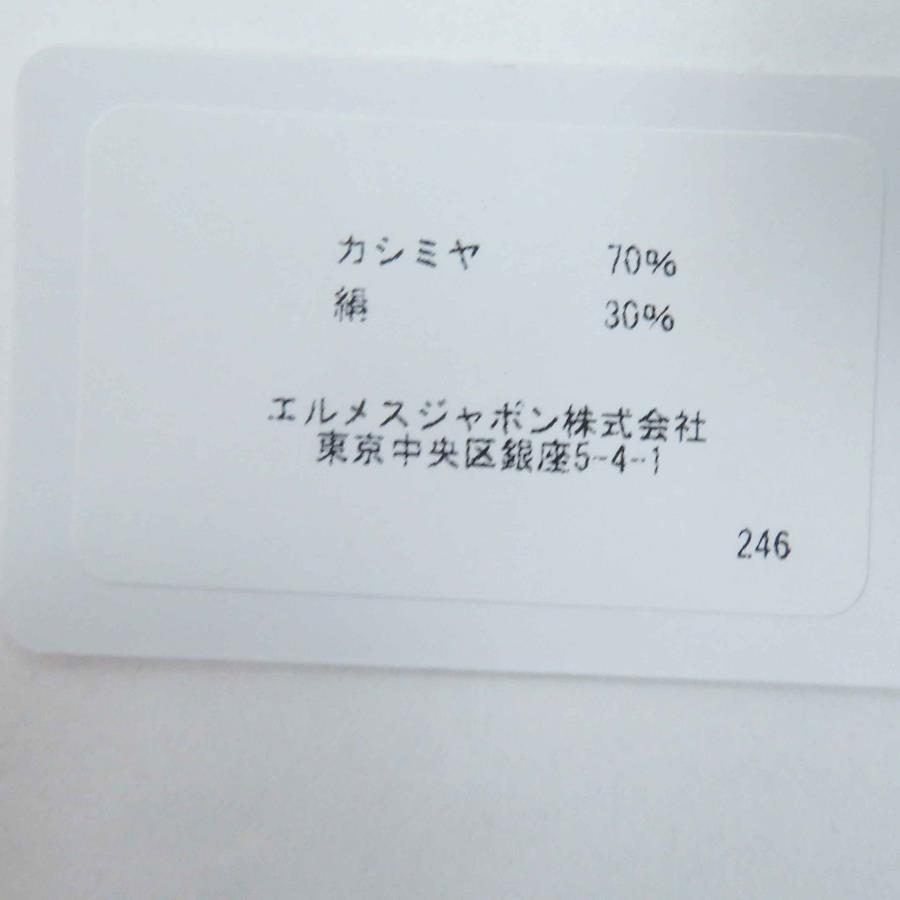 カシミヤ 70%
絹 30%
エルメスジャポン株式会社
東京中央区銀座5-4-1
246